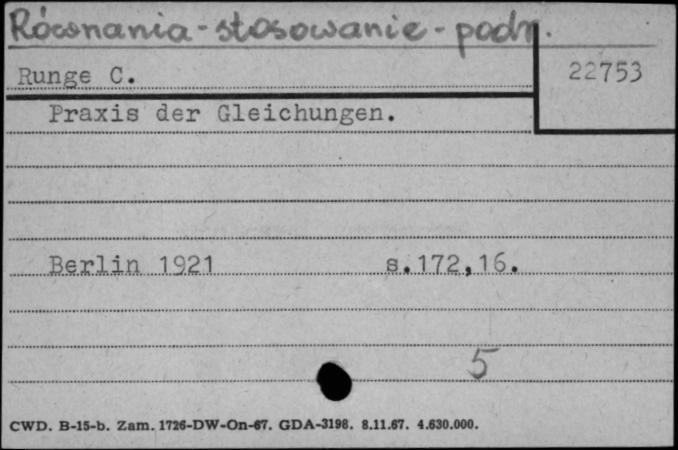 Równania - stosowanie - podr.
Runge C.
22753
Praxis der Gleichungen.
Berlin 1921 s.172,16.
5
CWD. B-15-b. Zam. 1726-DW-On-67. GDA-3198. 8.11.67. 4.630.000.